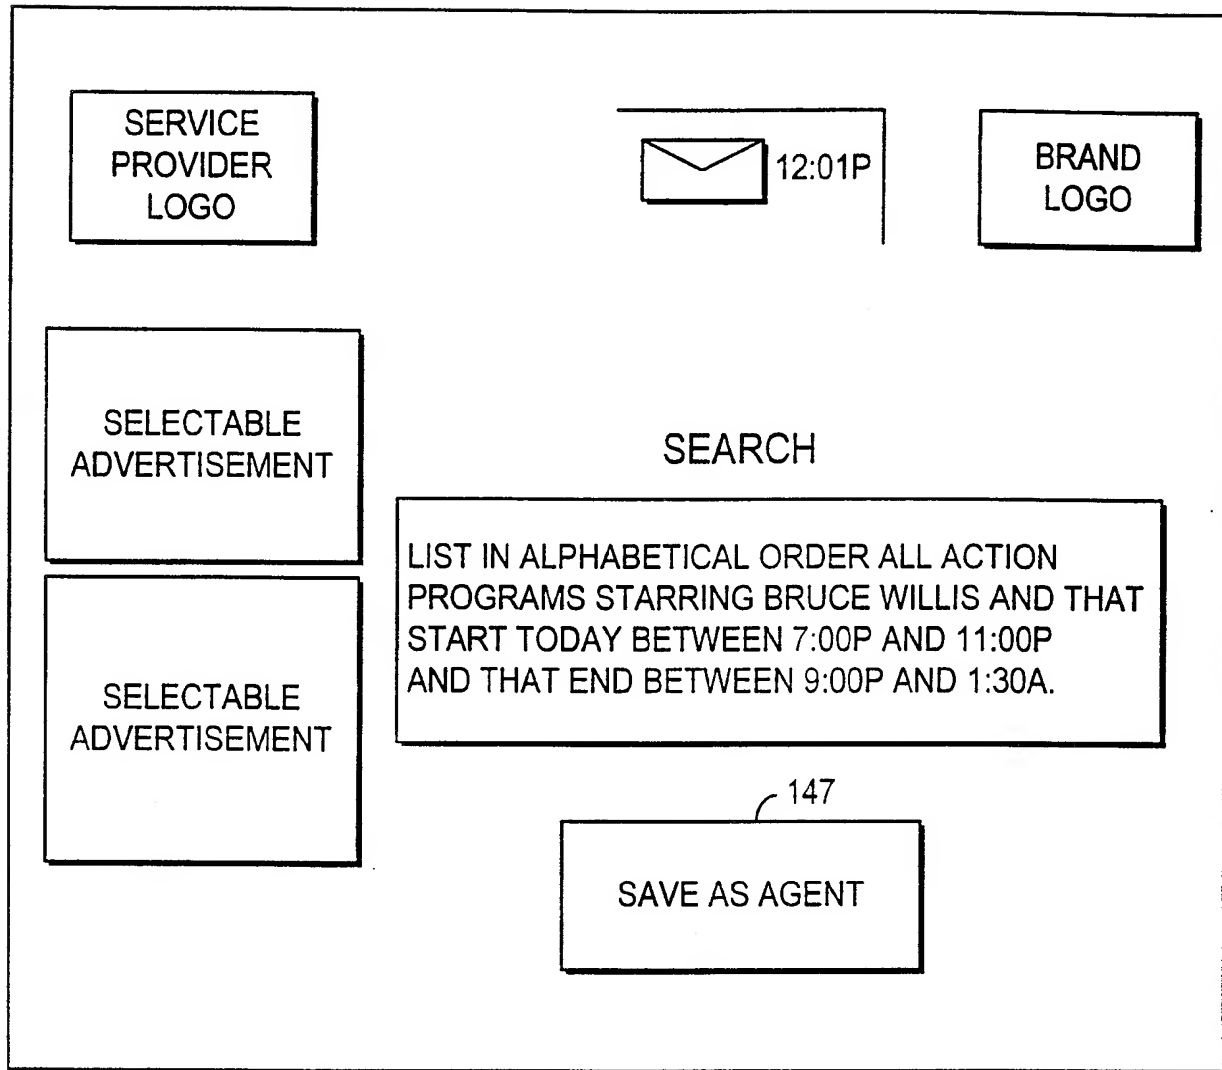 SERVICE
PROVIDER
LOGO
12:01P
BRAND
LOGO
SELECTABLE
ADVERTISEMENT
SEARCH
LIST IN ALPHABETICAL ORDER ALL ACTION
PROGRAMS STARRING BRUCE WILLIS AND THAT
START TODAY BETWEEN 7:00P AND 11:00P
AND THAT END BETWEEN 9:00P AND 1:30A.
SELECTABLE
ADVERTISEMENT
147
SAVE AS AGENT